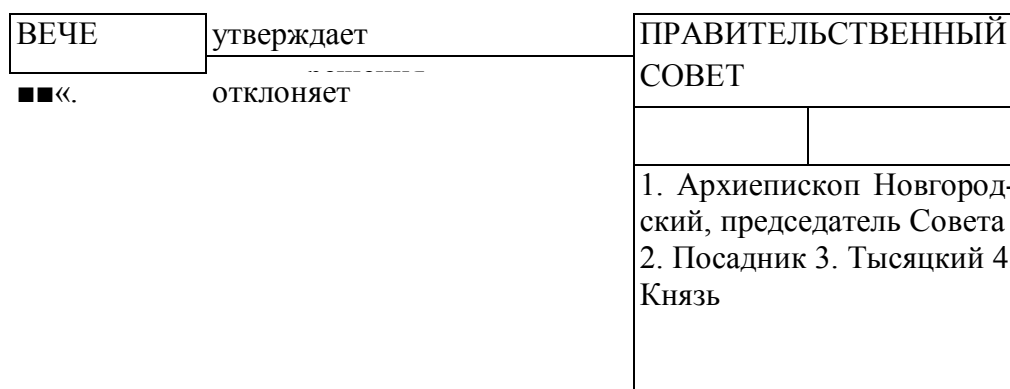 ВЕЧЕ
утверждает
■■«.
отклоняет
ПРАВИТЕЛЬСТВЕННЫЙ
СОВЕТ
1. Архиепископ Новгород-
ский, председатель Совета
2. Посадник 3. Тысяцкий 4
Князь